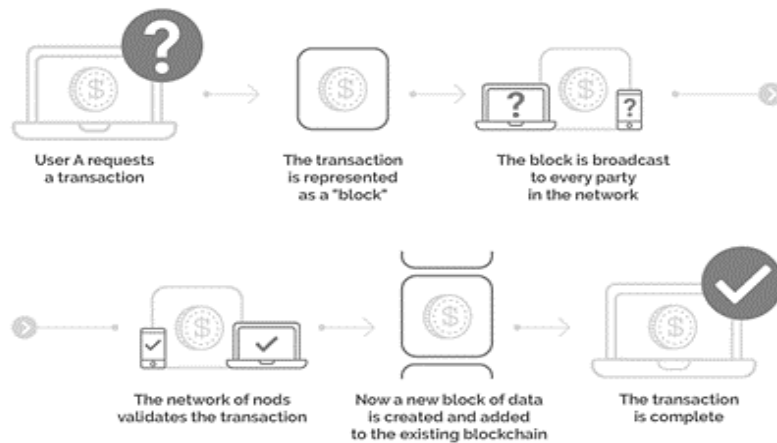 User A requests
a transaction
The transaction
is represented
as a "block"
The block is broadcast
to every party
in the network
The network of nods
validates the transaction
Now a new block of data
is created and added
to the existing blockchain
The transaction
is complete